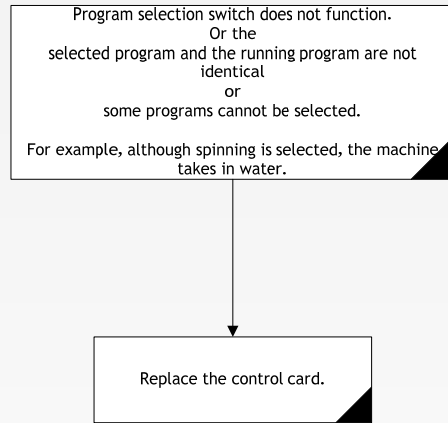 Program selection switch does not function.
Or the
selected program and the running program are not
identical
or
some programs cannot be selected.
For example, although spinning is selected, the machine
takes in water.
Replace the control card.